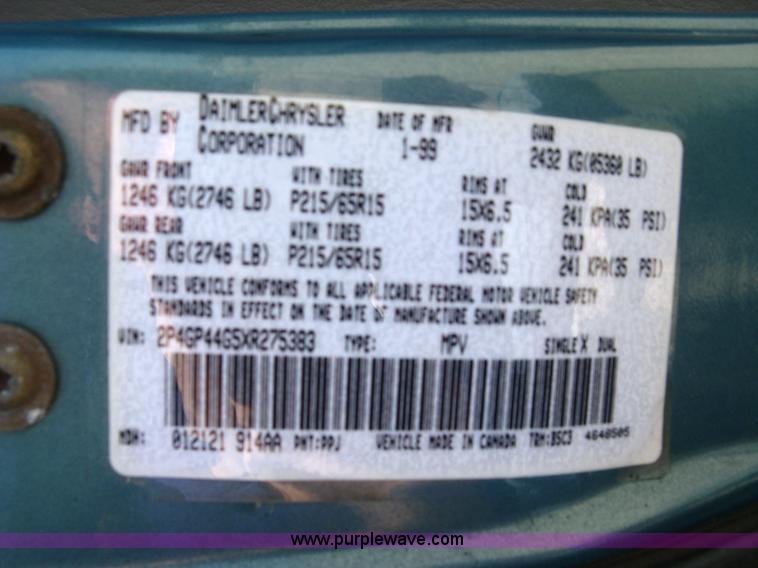 MFD BY DAIMLERCHRYSLER CORPORATION DATE OF MFR 1-99 GVWR 2432 KG(05360 LB)
GAWR FRONT WITH TIRES RIMS AT COLD
1246 KG(2746 LB) P215/65R15 15X6.5 241 KPA(35 PSI)
GAWR REAR WITH TIRES RIMS AT COLD
1246 KG(2746 LB) P215/65R15 15X6.5 241 KPA(35 PSI)
THIS VEHICLE CONFORMS TO ALL APPLICABLE FEDERAL MOTOR VEHICLE SAFETY
STANDARDS IN EFFECT ON THE DATE OF MANUFACTURE SHOWN ABOVE.
VIN: 2P4GP44G5XR275383 TYPE: MPV SINGLE X DUAL
MDH: 012121 914AA PNT:PPJ VEHICLE MADE IN CANADA TRM:DSC3 4648505
www.purplewave.com